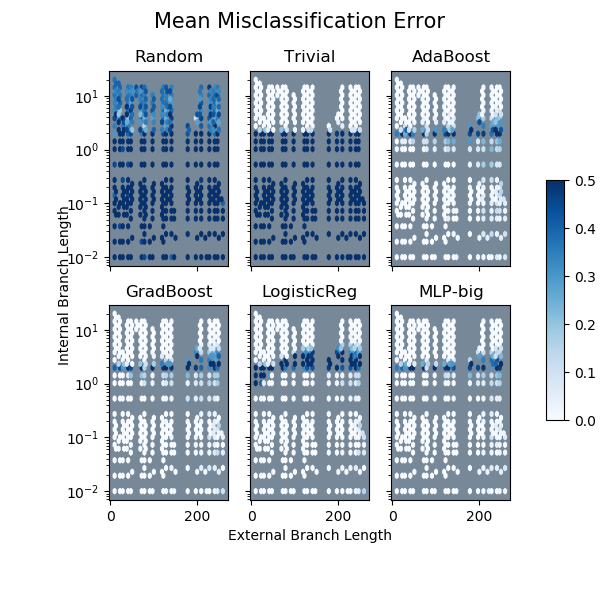 Mean Misclassification Error
Random Trivial AdaBoost
10¹
10⁰
10⁻¹
10⁻²
0.5
0.4
0.3
0.2
0.1
0.0
Internal Branch Length
GradBoost LogisticReg MLP-big
10¹
10⁰
10⁻¹
10⁻²
0 200 0 200 0 200
External Branch Length